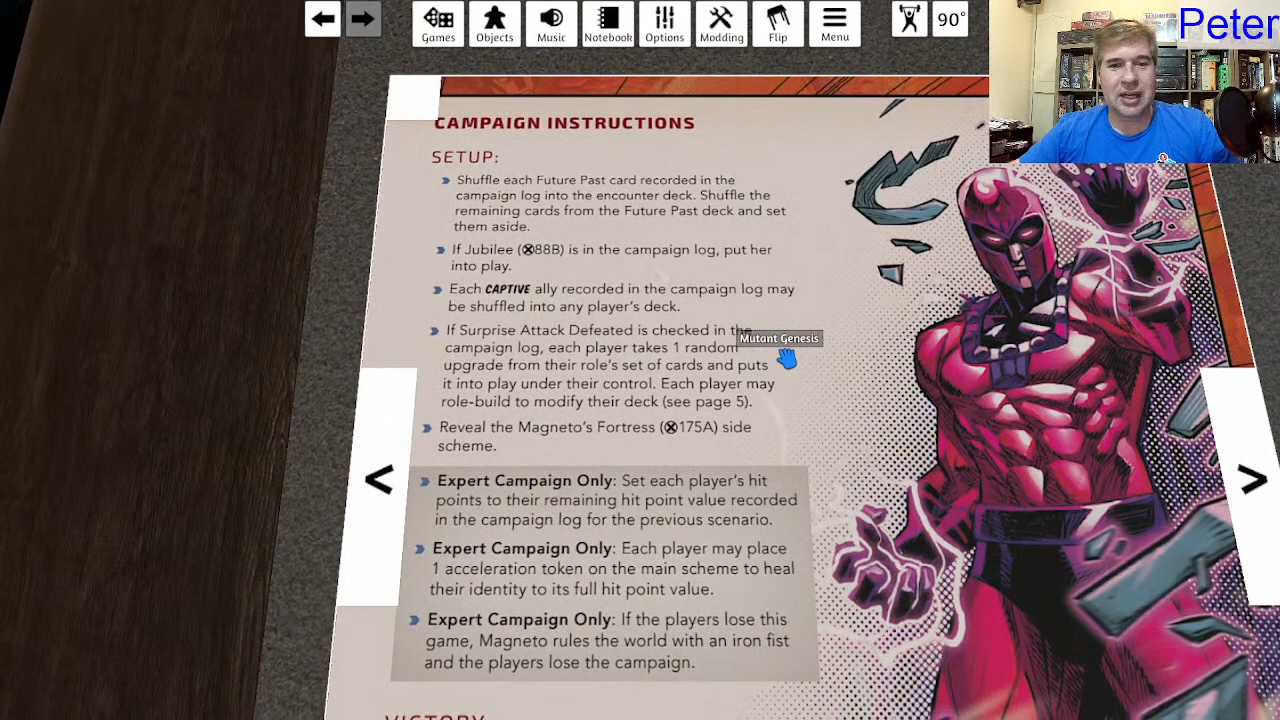 Games
Objects
Music
Notebook
Options
Modding
Flip
Menu
90°
Peter
CAMPAIGN INSTRUCTIONS
SETUP:
Shuffle each Future Past card recorded in the
campaign log into the encounter deck. Shuffle the
remaining cards from the Future Past deck and set
them aside.
If Jubilee (88B) is in the campaign log, put her
into play.
Each CAPTIVE ally recorded in the campaign log may
be shuffled into any player's deck.
If Surprise Attack Defeated is checked in the
campaign log, each player takes 1 random
upgrade from their role's set of cards and puts
it into play under their control. Each player may
role-build to modify their deck (see page 5).
Mutant Genesis
Reveal the Magneto's Fortress (175A) side
scheme.
Expert Campaign Only: Set each player's hit
points to their remaining hit point value recorded
in the campaign log for the previous scenario.
Expert Campaign Only: Each player may place
1 acceleration token on the main scheme to heal
their identity to its full hit point value.
Expert Campaign Only: If the players lose this
game, Magneto rules the world with an iron fist
and the players lose the campaign.
<
>
VICTORY